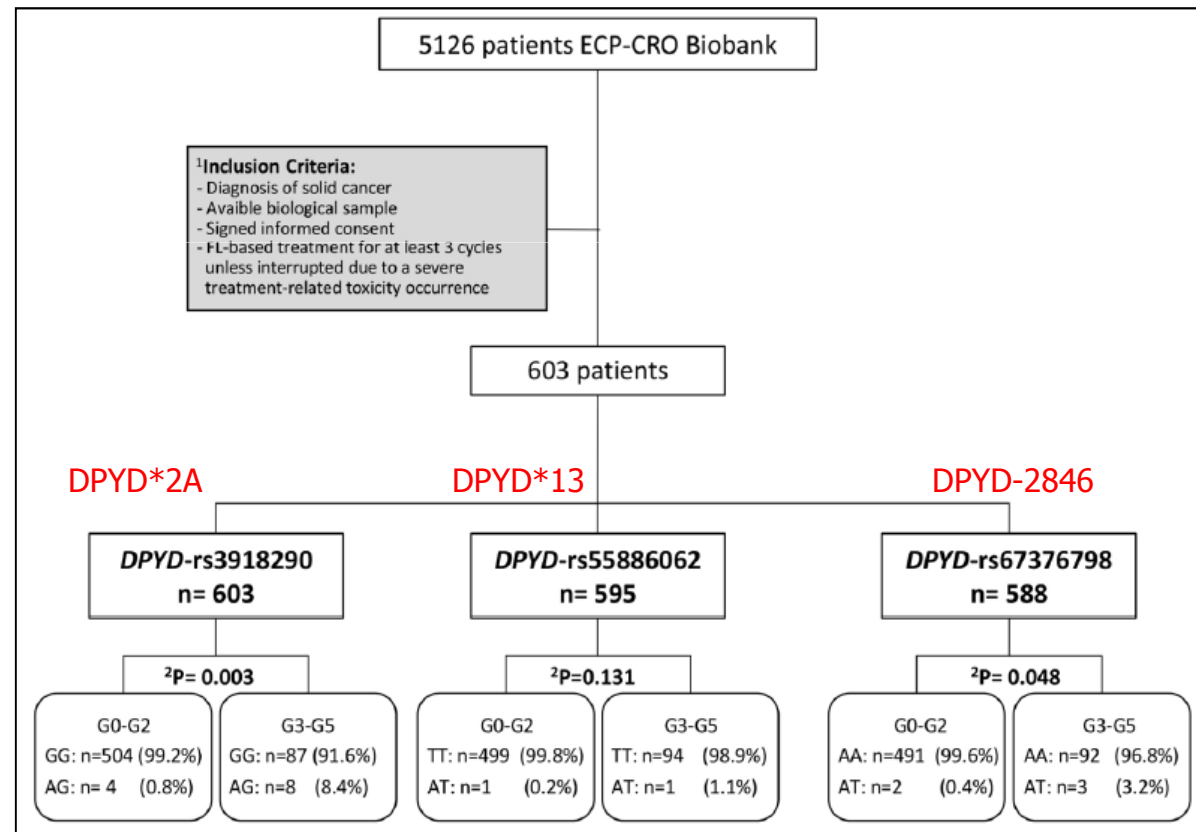 5126 patients ECP-CRO Biobank
¹Inclusion Criteria:
- Diagnosis of solid cancer
- Avaible biological sample
- Signed informed consent
- FL-based treatment for at least 3 cycles
unless interrupted due to a severe
treatment-related toxicity occurrence
603 patients
DPYD*2A
DPYD*13
DPYD-2846
DPYD-rs3918290
n= 603
DPYD-rs55886062
n= 595
DPYD-rs67376798
n= 588
²P= 0.003
G0-G2
GG: n=504 (99.2%)
AG: n= 4 (0.8%)
G3-G5
GG: n=87 (91.6%)
AG: n=8 (8.4%)
²P=0.131
G0-G2
TT: n=499 (99.8%)
AT: n=1 (0.2%)
G3-G5
TT: n=94 (98.9%)
AT: n=1 (1.1%)
²P= 0.048
G0-G2
AA: n=491 (99.6%)
AT: n=2 (0.4%)
G3-G5
AA: n=92 (96.8%)
AT: n=3 (3.2%)